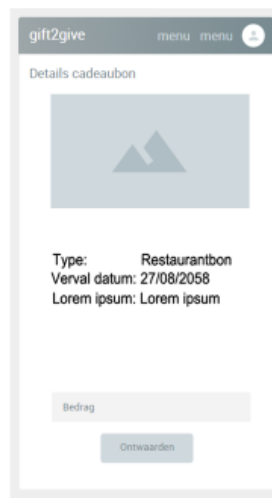 gift2give menu menu
Details cadeaubon
Type: Restaurantbon
Verval datum: 27/08/2058
Lorem ipsum: Lorem ipsum
Bedrag
Ontwaarden